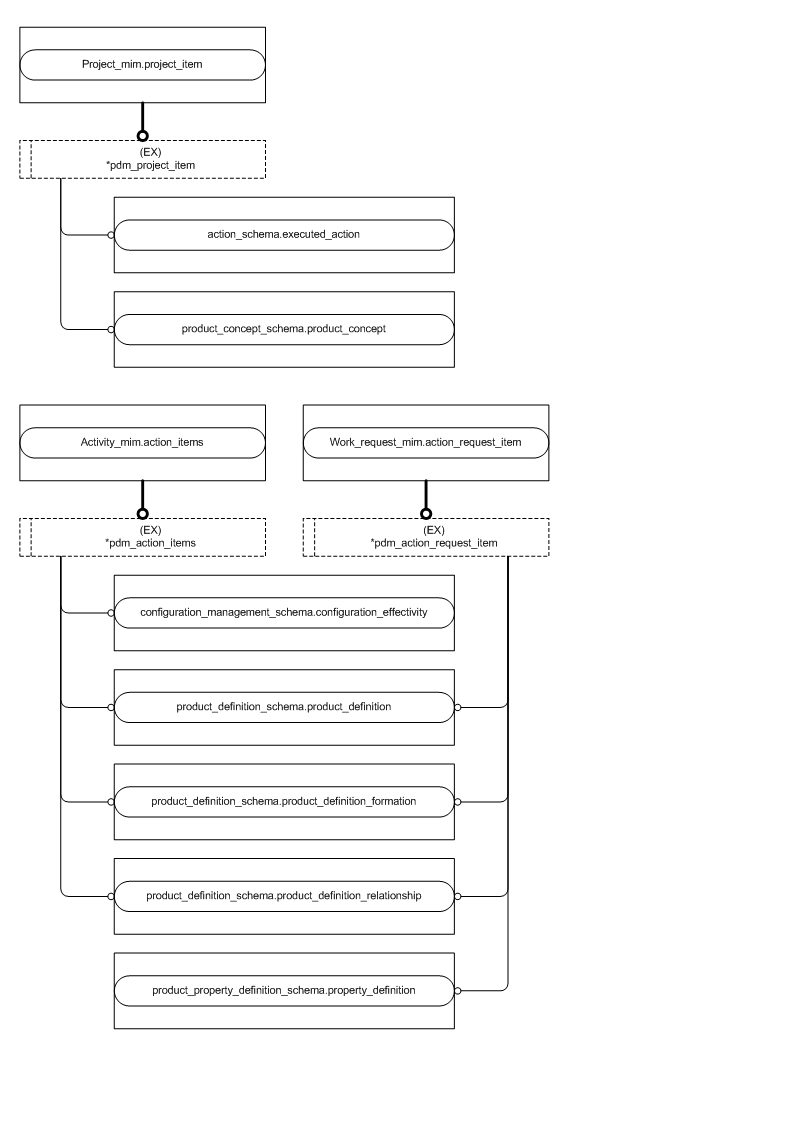 Project_mim.project_item
(EX)
*pdm_project_item
action_schema.executed_action
product_concept_schema.product_concept
Activity_mim.action_items
Work_request_mim.action_request_item
(EX)
*pdm_action_items
(EX)
*pdm_action_request_item
configuration_management_schema.configuration_effectivity
product_definition_schema.product_definition
product_definition_schema.product_definition_formation
product_definition_schema.product_definition_relationship
product_property_definition_schema.property_definition